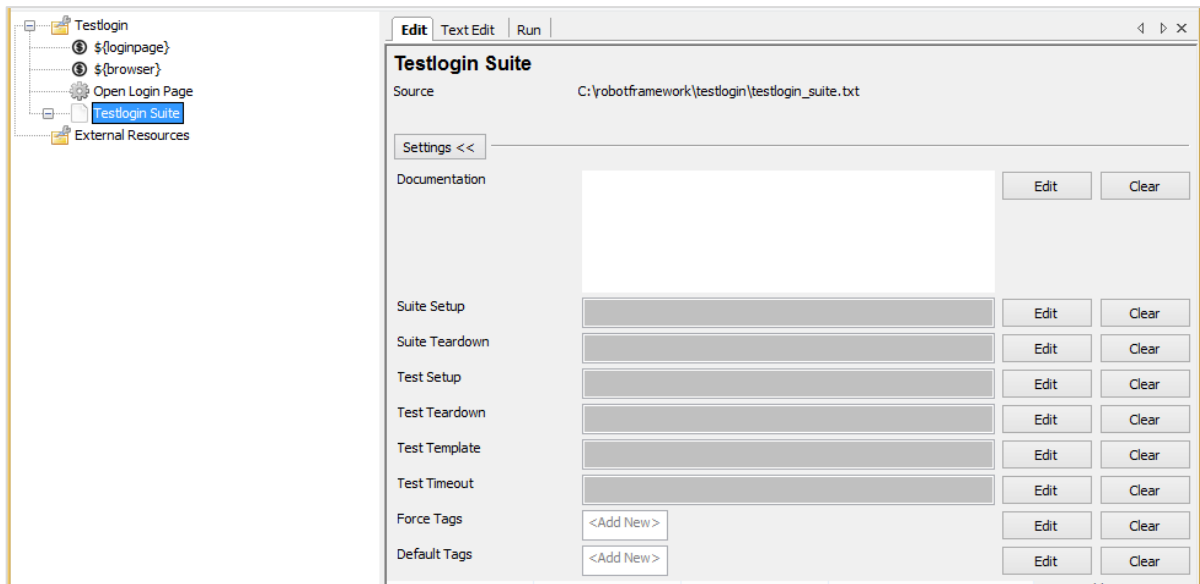 Testlogin
${loginpage}
${browser}
Open Login Page
Testlogin Suite
External Resources
Edit Text Edit Run
Testlogin Suite
Source C:\robotframework\testlogin\testlogin_suite.txt
Settings <<
Documentation Edit Clear
Suite Setup Edit Clear
Suite Teardown Edit Clear
Test Setup Edit Clear
Test Teardown Edit Clear
Test Template Edit Clear
Test Timeout Edit Clear
Force Tags <Add New> Edit Clear
Default Tags <Add New> Edit Clear